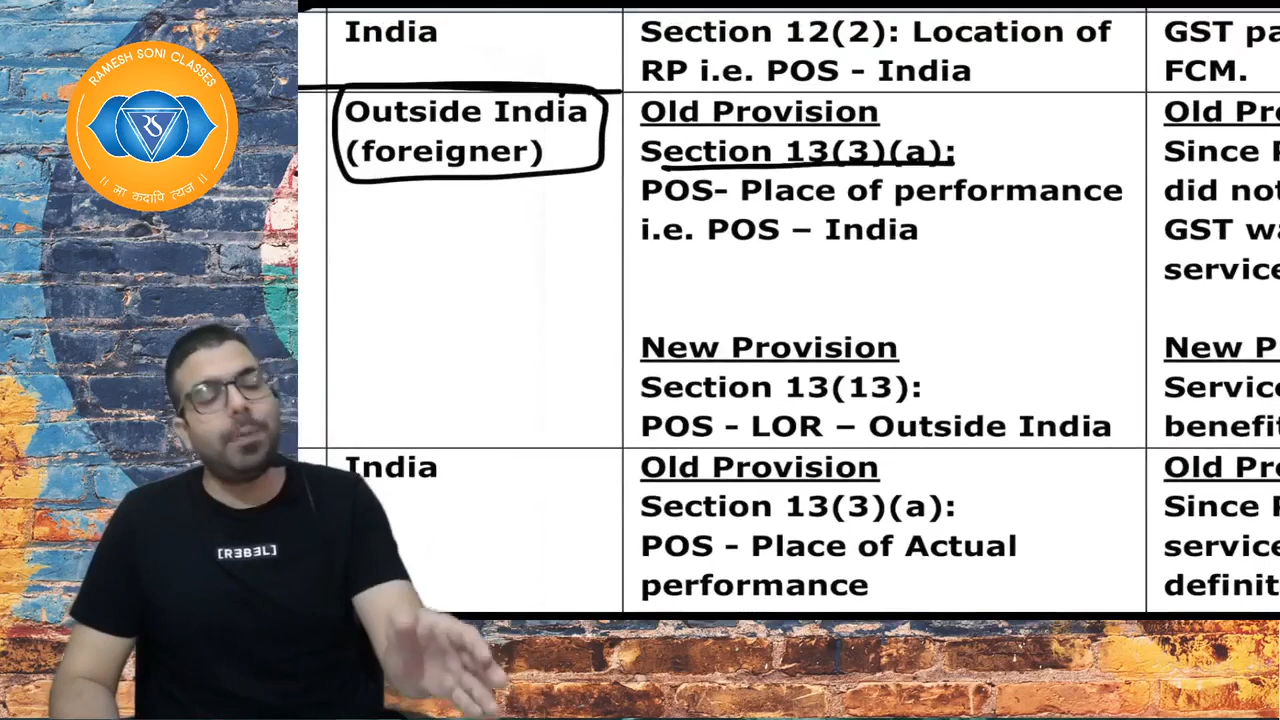 RAMESH SONI CLASSES
।। मा कदापि त्यज ।।
[REBEL]
India
Section 12(2): Location of
RP i.e. POS - India
GST pa
FCM.
Outside India
(foreigner)
Old Provision
Section 13(3)(a):
POS- Place of performance
i.e. POS – India
New Provision
Section 13(13):
POS - LOR – Outside India
Old Pro
Since
did not
GST wa
service
New P
Service
benefit
India
Old Provision
Section 13(3)(a):
POS - Place of Actual
performance
Old Pro
Since
service
definit